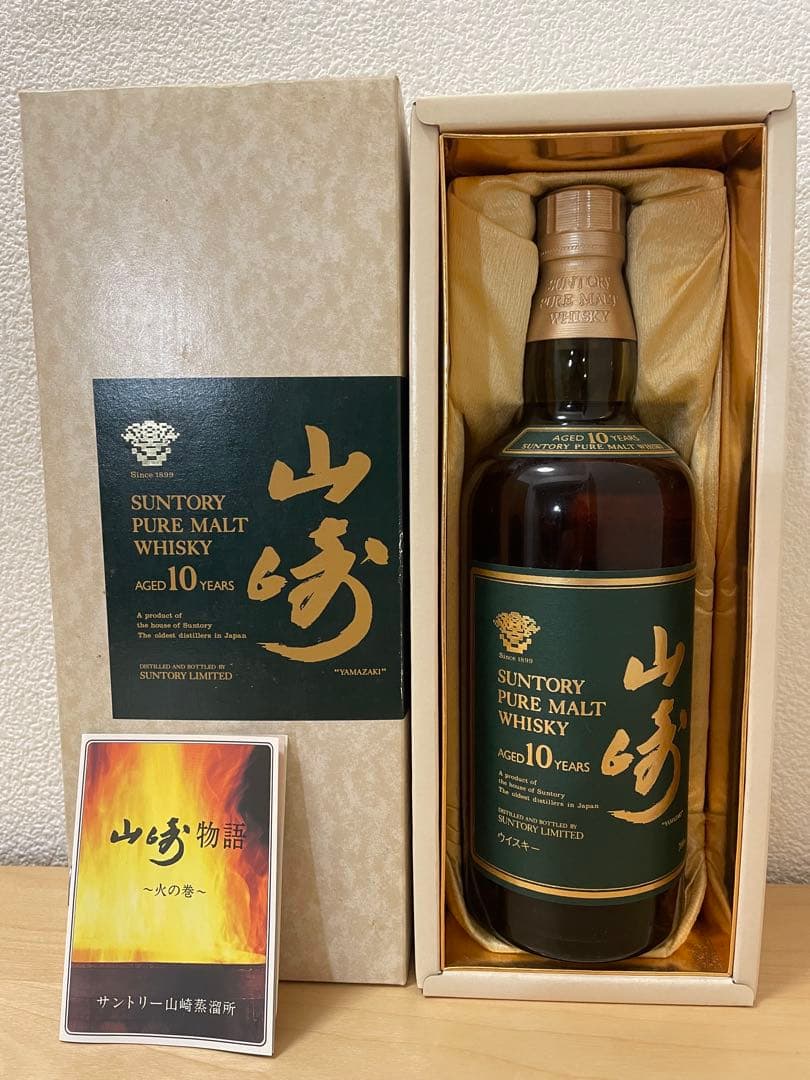 Since 1899
SUNTORY
PURE MALT
WHISKY
AGED 10 YEARS
A product of
the house of Suntory
The oldest distillers in Japan
DISTILLED AND BOTTLED BY
SUNTORY LIMITED
山崎
"YAMAZAKI"
山崎物語
~火の巻~
サントリー山崎蒸溜所
SUNTORY
PURE MALT
WHISKY
AGED 10 YEARS
SUNTORY PURE MALT WHISKY
Since 1899
SUNTORY
PURE MALT
WHISKY
AGED 10 YEARS
A product of
the house of Suntory
The oldest distillers in Japan
DISTILLED AND BOTTLED BY
SUNTORY LIMITED
ウイスキー
山崎
"YAMAZAKI"